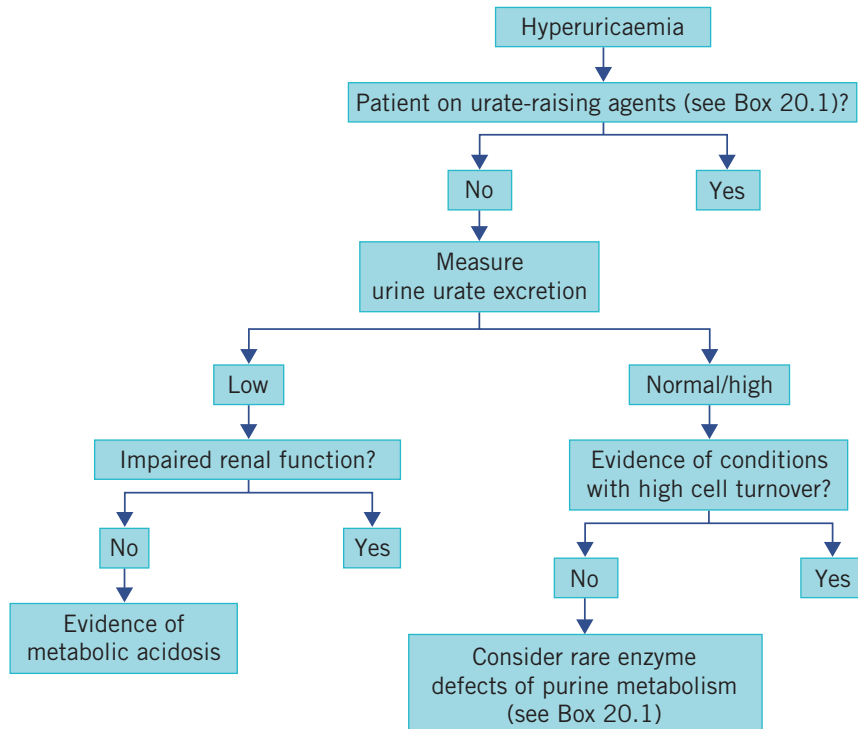 Hyperuricaemia
Patient on urate-raising agents (see Box 20.1)?
No
Yes
Measure
urine urate excretion
Low
Normal/high
Impaired renal function?
Evidence of conditions
with high cell turnover?
No
Yes
No
Yes
Evidence of
metabolic acidosis
Consider rare enzyme
defects of purine metabolism
(see Box 20.1)